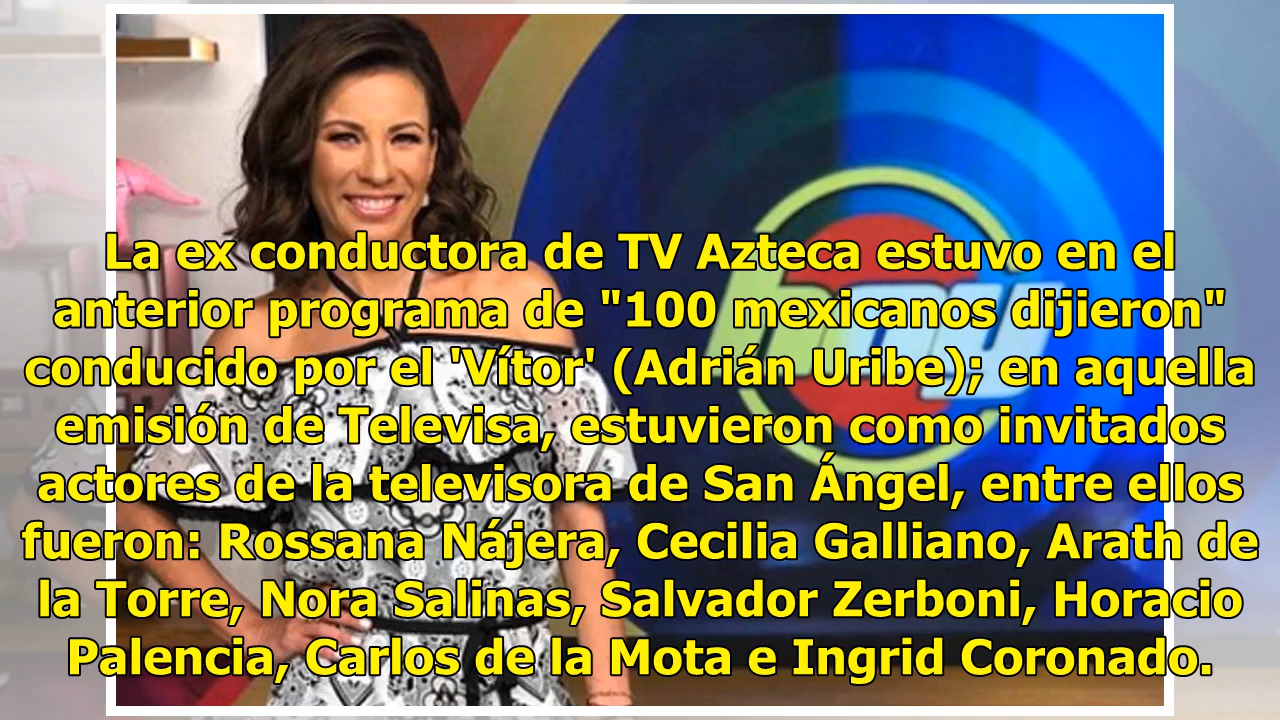 hoy
La ex conductora de TV Azteca estuvo en el
anterior programa de "100 mexicanos dijieron"
conducido por el 'Vítor' (Adrián Uribe); en aquella
emisión de Televisa, estuvieron como invitados
actores de la televisora de San Ángel, entre ellos
fueron: Rossana Nájera, Cecilia Galliano, Arath de
la Torre, Nora Salinas, Salvador Zerboni, Horacio
Palencia, Carlos de la Mota e Ingrid Coronado.